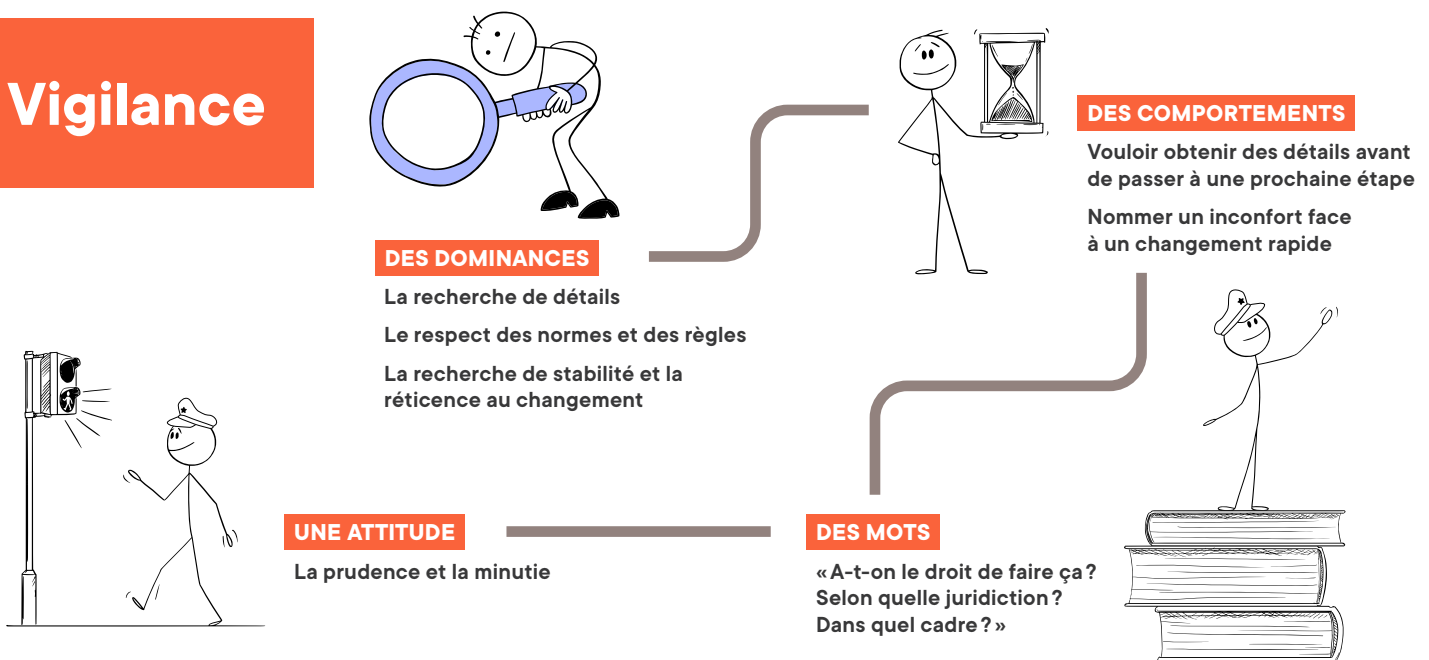 Vigilance
DES DOMINANCES
La recherche de détails
Le respect des normes et des règles
La recherche de stabilité et la
réticence au changement
DES COMPORTEMENTS
Vouloir obtenir des détails avant
de passer à une prochaine étape
Nommer un inconfort face
à un changement rapide
DES MOTS
«A-t-on le droit de faire ça?
Selon quelle juridiction?
Dans quel cadre?»
UNE ATTITUDE
La prudence et la minutie